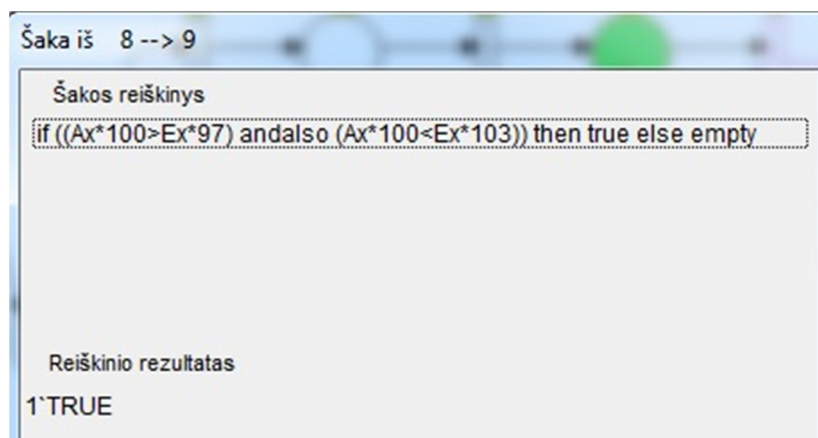 Šaka iš 8 --> 9
Šakos reiškinys
if ((Ax*100>Ex*97) andalso (Ax*100<Ex*103)) then true else empty
Reiškinio rezultatas
1`TRUE